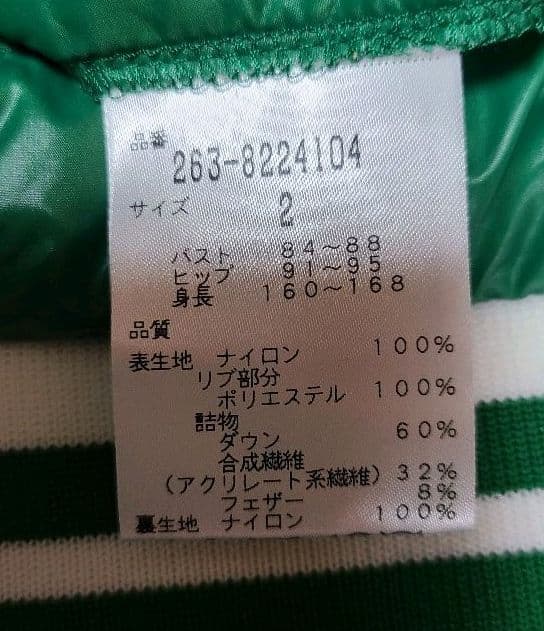 品番
263-8224104
サイズ 2
バスト 84~88
ヒップ 91~95
身長 160~168
品質
表生地 ナイロン 100%
リブ部分
ポリエステル 100%
詰物
ダウン 60%
合成繊維
(アクリレート系繊維) 32%
フェザー 8%
裏生地 ナイロン 100%